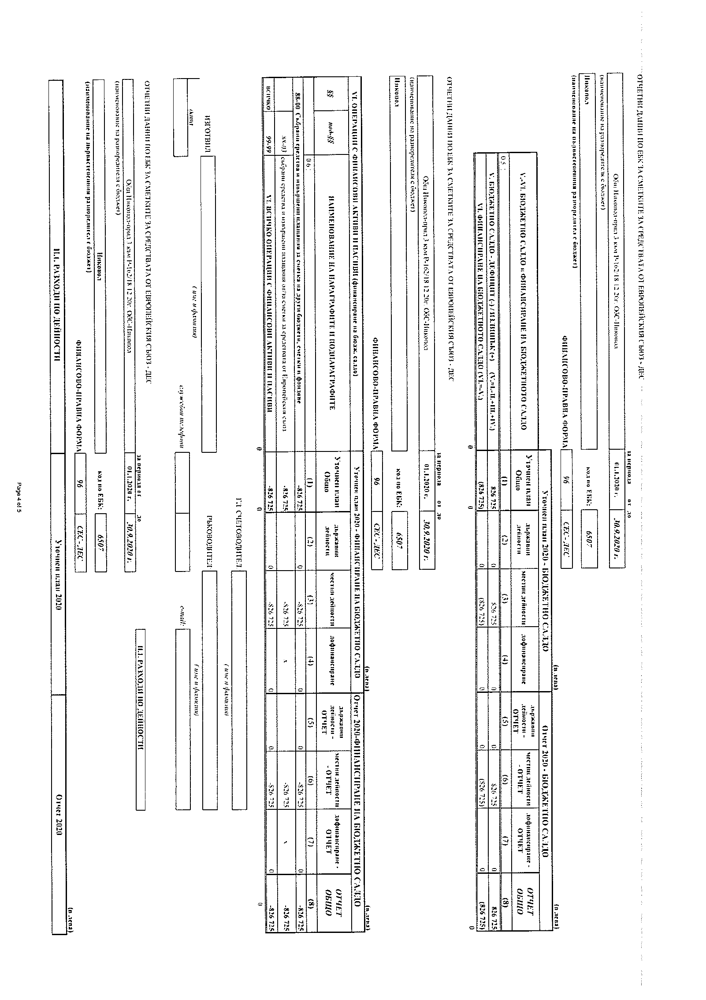 ОТЧЕТНИ ДАННИ ПО ЕБК ЗА СМЕТКИТЕ ЗА СРЕДСТВАТА ОТ ЕВРОПЕЙСКИЯ СЪЮЗ - ДЕС
за периода от до
Общ Никопол-прил 3 към Р-162/18 12 20г. ОбС-Никопол 01.1.2020 г. 30.9.2020 г.
(наименование на разпоредителя с бюджет)
Никопол код по ЕБК: 6507
(наименование на първостепенния разпоредител с бюджет)
ФИНАНСОВО-ПРАВНА ФОРМА 96 СЕС - ДЕС
(в лева) (в лева)
Уточнен план 2020 - БЮДЖЕТНО САЛДО Отчет 2020 - БЮДЖЕТНО САЛДО
V.-VI. БЮДЖЕТНО САЛДО и ФИНАНСИРАНЕ НА БЮДЖЕТНОТО САЛДО Уточнен план Общо държавни дейности местни дейности дофинансиране държавни дейности - ОТЧЕТ местни дейности - ОТЧЕТ дофинансиране - ОТЧЕТ ОТЧЕТ ОБЩО
0 5 (1) (2) (3) (4) (5) (6) (7) (8)
V. БЮДЖЕТНО САЛДО - ДЕФИЦИТ (-) / ИЗЛИШЪК (+) (V.=I.-II.+III.+IV.) 826 725 0 826 725 0 0 826 725 0 826 725
VI. ФИНАНСИРАНЕ НА БЮДЖЕТНОТО САЛДО (VI.=-V.) (826 725) 0 (826 725) 0 0 (826 725) 0 (826 725)
0 0 0
ОТЧЕТНИ ДАННИ ПО ЕБК ЗА СМЕТКИТЕ ЗА СРЕДСТВАТА ОТ ЕВРОПЕЙСКИЯ СЪЮЗ - ДЕС
за периода от до
Общ Никопол-прил 3 към Р-162/18 12 20г. ОбС-Никопол 01.1.2020 г. 30.9.2020 г.
(наименование на разпоредителя с бюджет)
Никопол код по ЕБК: 6507
ФИНАНСОВО-ПРАВНА ФОРМА 96 СЕС - ДЕС
(в лева) (в лева)
VI. ОПЕРАЦИИ С ФИНАНСОВИ АКТИВИ И ПАСИВИ (финансиране на бюдж. салдо) Уточнен план 2020 - ФИНАНСИРАНЕ НА БЮДЖЕТНО САЛДО Отчет 2020-ФИНАНСИРАНЕ НА БЮДЖЕТНО САЛДО
§§ под-§§ НАИМЕНОВАНИЕ НА ПАРАГРАФИТЕ И ПОДПАРАГРАФИТЕ Уточнен план Общо държавни дейности местни дейности дофинансиране държавни дейности - ОТЧЕТ местни дейности - ОТЧЕТ дофинансиране - ОТЧЕТ ОТЧЕТ ОБЩО
0 6 (1) (2) (3) (4) (5) (6) (7) (8)
88-00 Събрани средства и извършени плащания за сметка на други бюджети, сметки и фондове -826 725 0 -826 725 0 0 -826 725 0 -826 725
88-03 събрани средства и извършени плащания от/за сметки за средствата от Европейския съюз -826 725 -826 725 x -826 725 x -826 725
всичко 99-99 VI. ВСИЧКО ОПЕРАЦИИ С ФИНАНСОВИ АКТИВИ И ПАСИВИ -826 725 0 -826 725 0 0 -826 725 0 -826 725
0 0 0
ГЛ. СЧЕТОВОДИТЕЛ
(име и фамилия)
ИЗГОТВИЛ РЪКОВОДИТЕЛ
(име и фамилия) (име и фамилия)
дата служебни телефони e-mail:
ОТЧЕТНИ ДАННИ ПО ЕБК ЗА СМЕТКИТЕ ЗА СРЕДСТВАТА ОТ ЕВРОПЕЙСКИЯ СЪЮЗ - ДЕС
за периода от до II.1. РАЗХОДИ ПО ДЕЙНОСТИ
Общ Никопол-прил 3 към Р-162/18 12 20г. ОбС-Никопол 01.1.2020 г. 30.9.2020 г.
(наименование на разпоредителя с бюджет)
Никопол код по ЕБК: 6507
(наименование на първостепенния разпоредител с бюджет)
ФИНАНСОВО-ПРАВНА ФОРМА 96 СЕС - ДЕС
(в лева)
II.1. РАЗХОДИ ПО ДЕЙНОСТИ Уточнен план 2020 Отчет 2020
Page 4 of 5